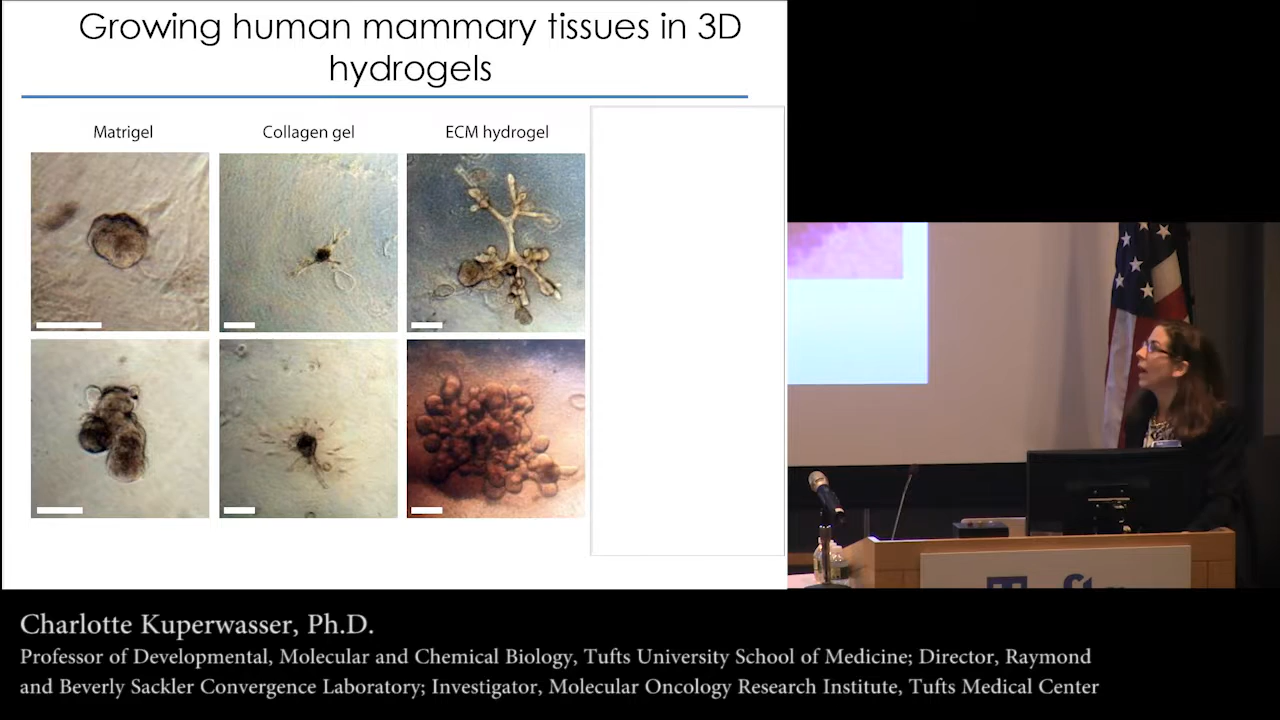 Growing human mammary tissues in 3D
hydrogels
Matrigel
Collagen gel
ECM hydrogel
Charlotte Kuperwasser, Ph.D.
Professor of Developmental, Molecular and Chemical Biology, Tufts University School of Medicine; Director, Raymond
and Beverly Sackler Convergence Laboratory; Investigator, Molecular Oncology Research Institute, Tufts Medical Center